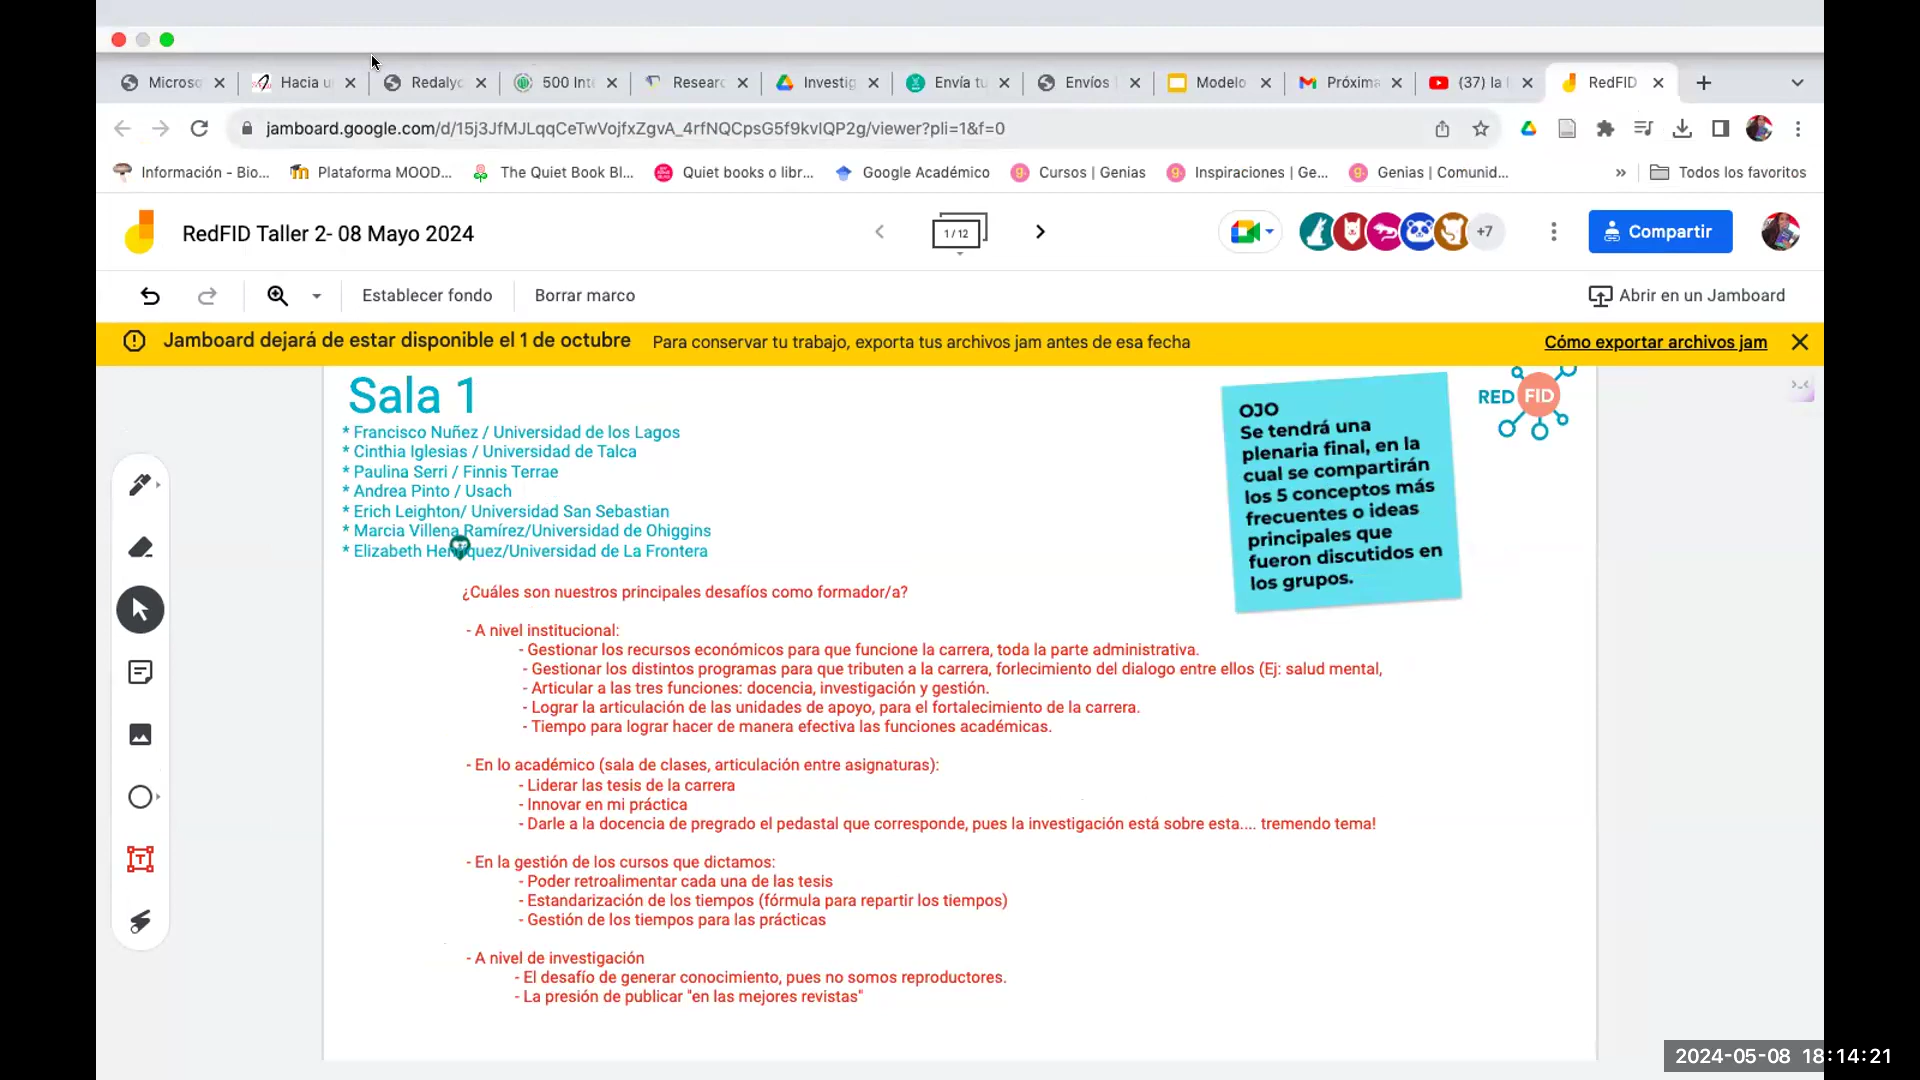 Microso
Hacia u
Redalyc
500 Inte
Researc
Investig
Envía tu
Envíos
Modelo
Próxima
(37) la
RedFID
jamboard.google.com/d/15j3JfMJLqqCeTwVojfxZgvA_4rfNQCpsG5f9kvIQP2g/viewer?pli=1&f=0
Información - Bio...
Plataforma MOOD...
The Quiet Book Bl...
Quiet books o libr...
Google Académico
Cursos | Genias
Inspiraciones | Ge...
Genias | Comunid...
»
Todos los favoritos
RedFID Taller 2- 08 Mayo 2024
1 / 12
+7
Compartir
Establecer fondo
Borrar marco
Abrir en un Jamboard
Jamboard dejará de estar disponible el 1 de octubre
Para conservar tu trabajo, exporta tus archivos jam antes de esa fecha
Cómo exportar archivos jam
Sala 1
* Francisco Nuñez / Universidad de los Lagos
* Cinthia Iglesias / Universidad de Talca
* Paulina Serri / Finnis Terrae
* Andrea Pinto / Usach
* Erich Leighton/ Universidad San Sebastian
* Marcia Villena Ramírez/Universidad de Ohiggins
* Elizabeth Henríquez/Universidad de La Frontera
OJO
Se tendrá una
plenaria final, en la
cual se compartirán
los 5 conceptos más
frecuentes o ideas
principales que
fueron discutidos en
los grupos.
RED FID
¿Cuáles son nuestros principales desafíos como formador/a?
- A nivel institucional:
- Gestionar los recursos económicos para que funcione la carrera, toda la parte administrativa.
- Gestionar los distintos programas para que tributen a la carrera, forlecimiento del dialogo entre ellos (Ej: salud mental,
- Articular a las tres funciones: docencia, investigación y gestión.
- Lograr la articulación de las unidades de apoyo, para el fortalecimiento de la carrera.
- Tiempo para lograr hacer de manera efectiva las funciones académicas.
- En lo académico (sala de clases, articulación entre asignaturas):
- Liderar las tesis de la carrera
- Innovar en mi práctica
- Darle a la docencia de pregrado el pedastal que corresponde, pues la investigación está sobre esta.... tremendo tema!
- En la gestión de los cursos que dictamos:
- Poder retroalimentar cada una de las tesis
- Estandarización de los tiempos (fórmula para repartir los tiempos)
- Gestión de los tiempos para las prácticas
- A nivel de investigación
- El desafío de generar conocimiento, pues no somos reproductores.
- La presión de publicar "en las mejores revistas"
2024-05-08 18:14:21